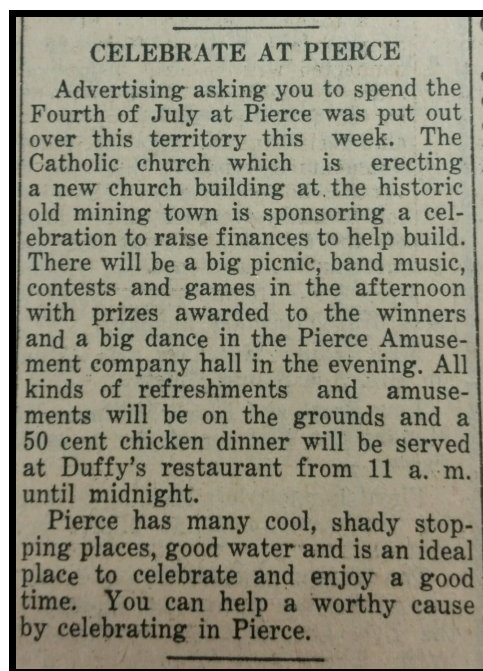 CELEBRATE AT PIERCE
Advertising asking you to spend the
Fourth of July at Pierce was put out
over this territory this week. The
Catholic church which is erecting
a new church building at the historic
old mining town is sponsoring a cel-
ebration to raise finances to help build.
There will be a big picnic, band music,
contests and games in the afternoon
with prizes awarded to the winners
and a big dance in the Pierce Amuse-
ment company hall in the evening. All
kinds of refreshments and amuse-
ments will be on the grounds and a
50 cent chicken dinner will be served
at Duffy's restaurant from 11 a. m.
until midnight.
Pierce has many cool, shady stop-
ping places, good water and is an ideal
place to celebrate and enjoy a good
time. You can help a worthy cause
by celebrating in Pierce.